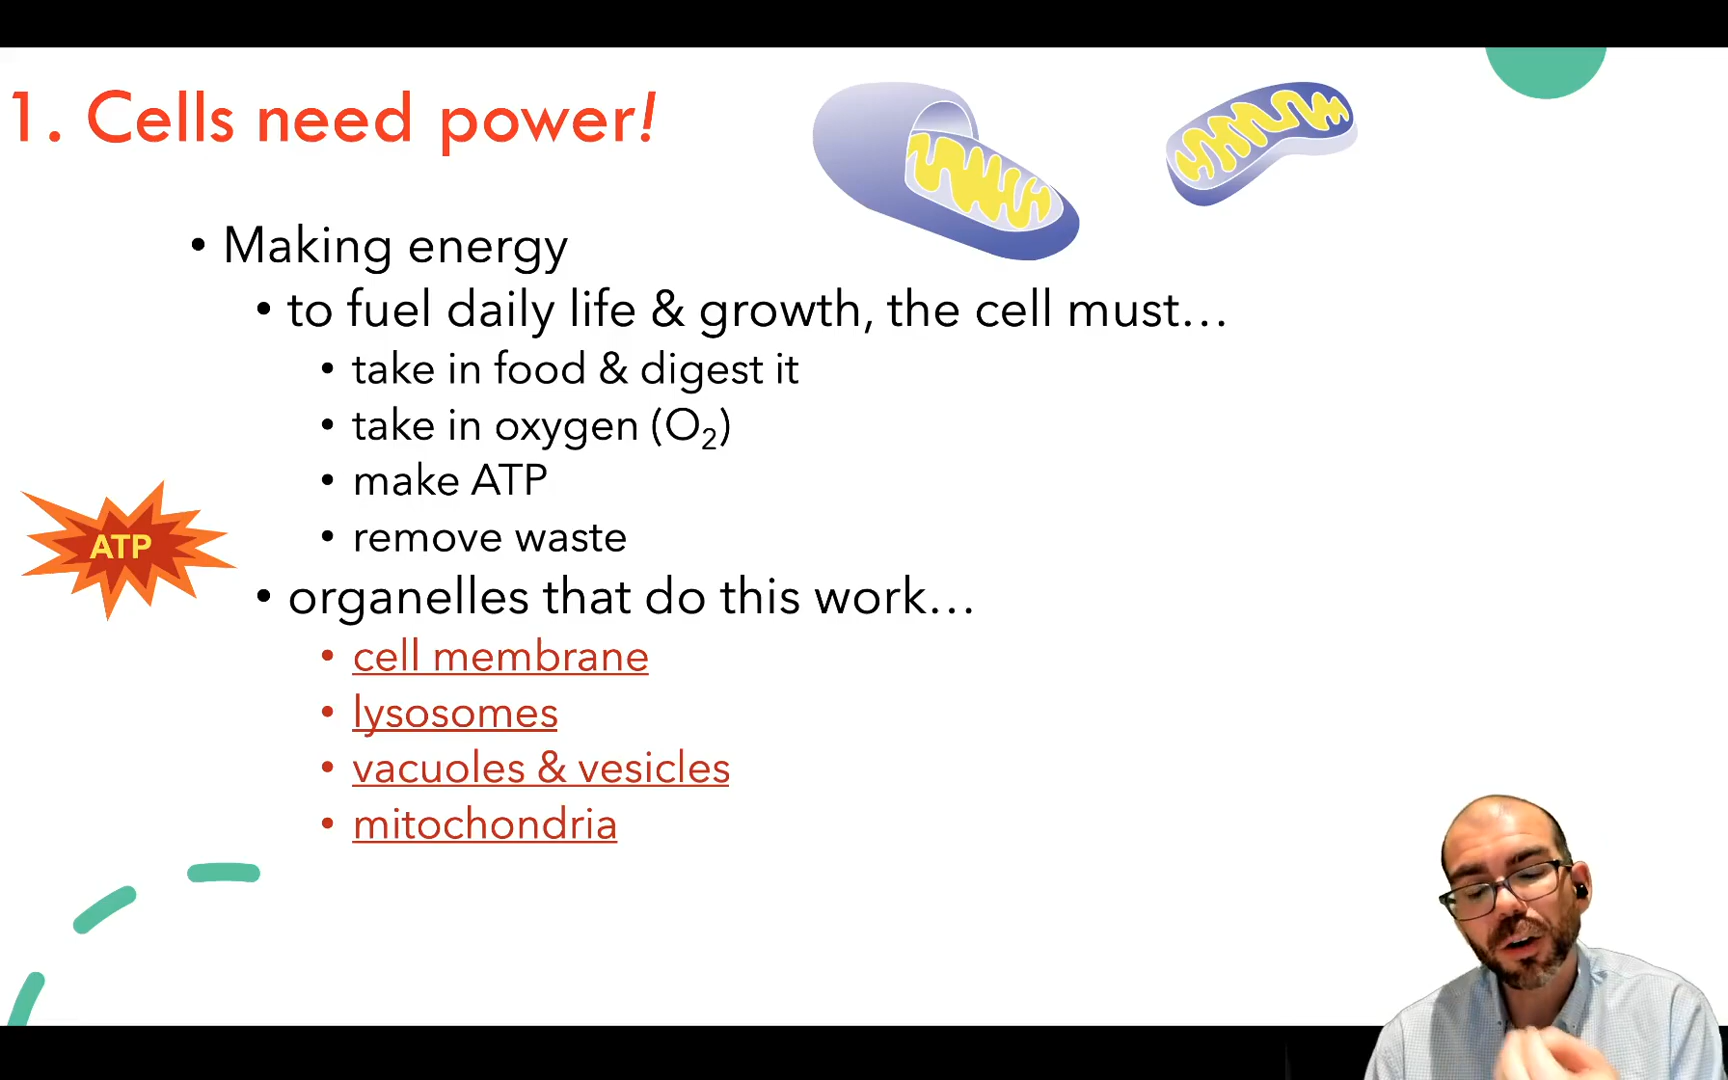 1. Cells need power!
• Making energy
• to fuel daily life & growth, the cell must…
• take in food & digest it
• take in oxygen (O₂)
• make ATP
• remove waste
ATP
• organelles that do this work…
• cell membrane
• lysosomes
• vacuoles & vesicles
• mitochondria